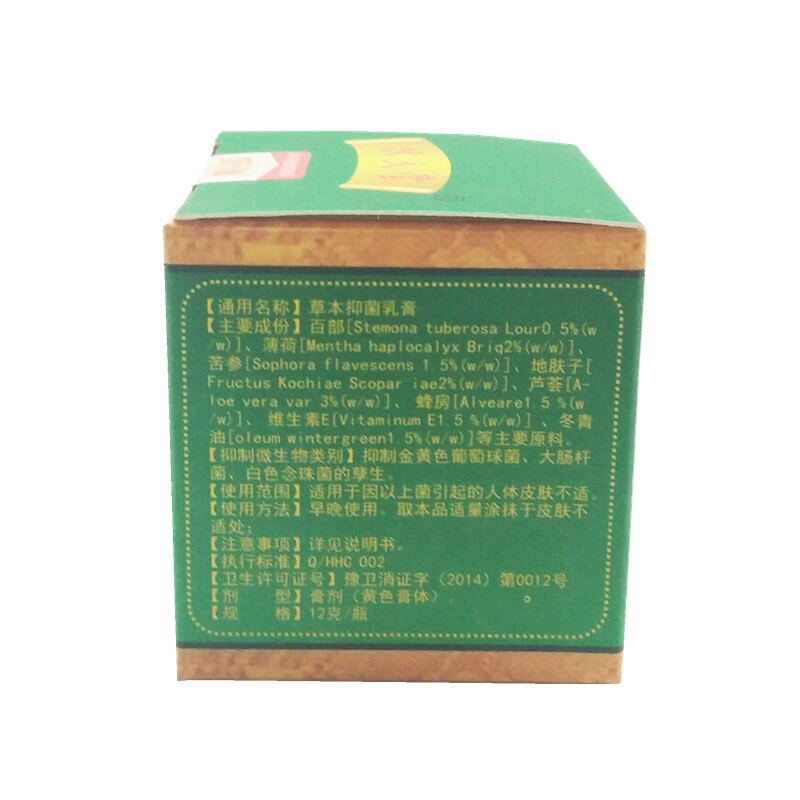 【通用名称】草本抑菌乳膏
【主要成份】百部[Stemona tuberosa Lour0.5%(w
/w)]、薄荷[Mentha haplocalyx Briq2%(w/w)]、
苦参[Sophora flavescens 1.5%(w/w)]、地肤子[
Fructus Kochiae Scopar iae2%(w/w)]、芦荟[A-
loe vera var 3%(w/w)]、蜂房[Alveare1.5 %(w
/w)]、 维生素E[Vitaminum E1.5 %(w/w)] 、冬青
油[oleum wintergreen1.5%(w/w)]等主要原料。
【抑制微生物类别】抑制金黄色葡萄球菌、大肠杆
菌、白色念珠菌的孳生。
【使用范围】适用于因以上菌引起的人体皮肤不适。
【使用方法】早晚使用。取本品适量涂抹于皮肤不
适处；
【注意事项】详见说明书。
【执行标准】Q/HHC 002
【卫生许可证号】豫卫消证字（2014）第0012号
【剂　　型】膏剂（黄色膏体）。
【规　　格】12克/瓶